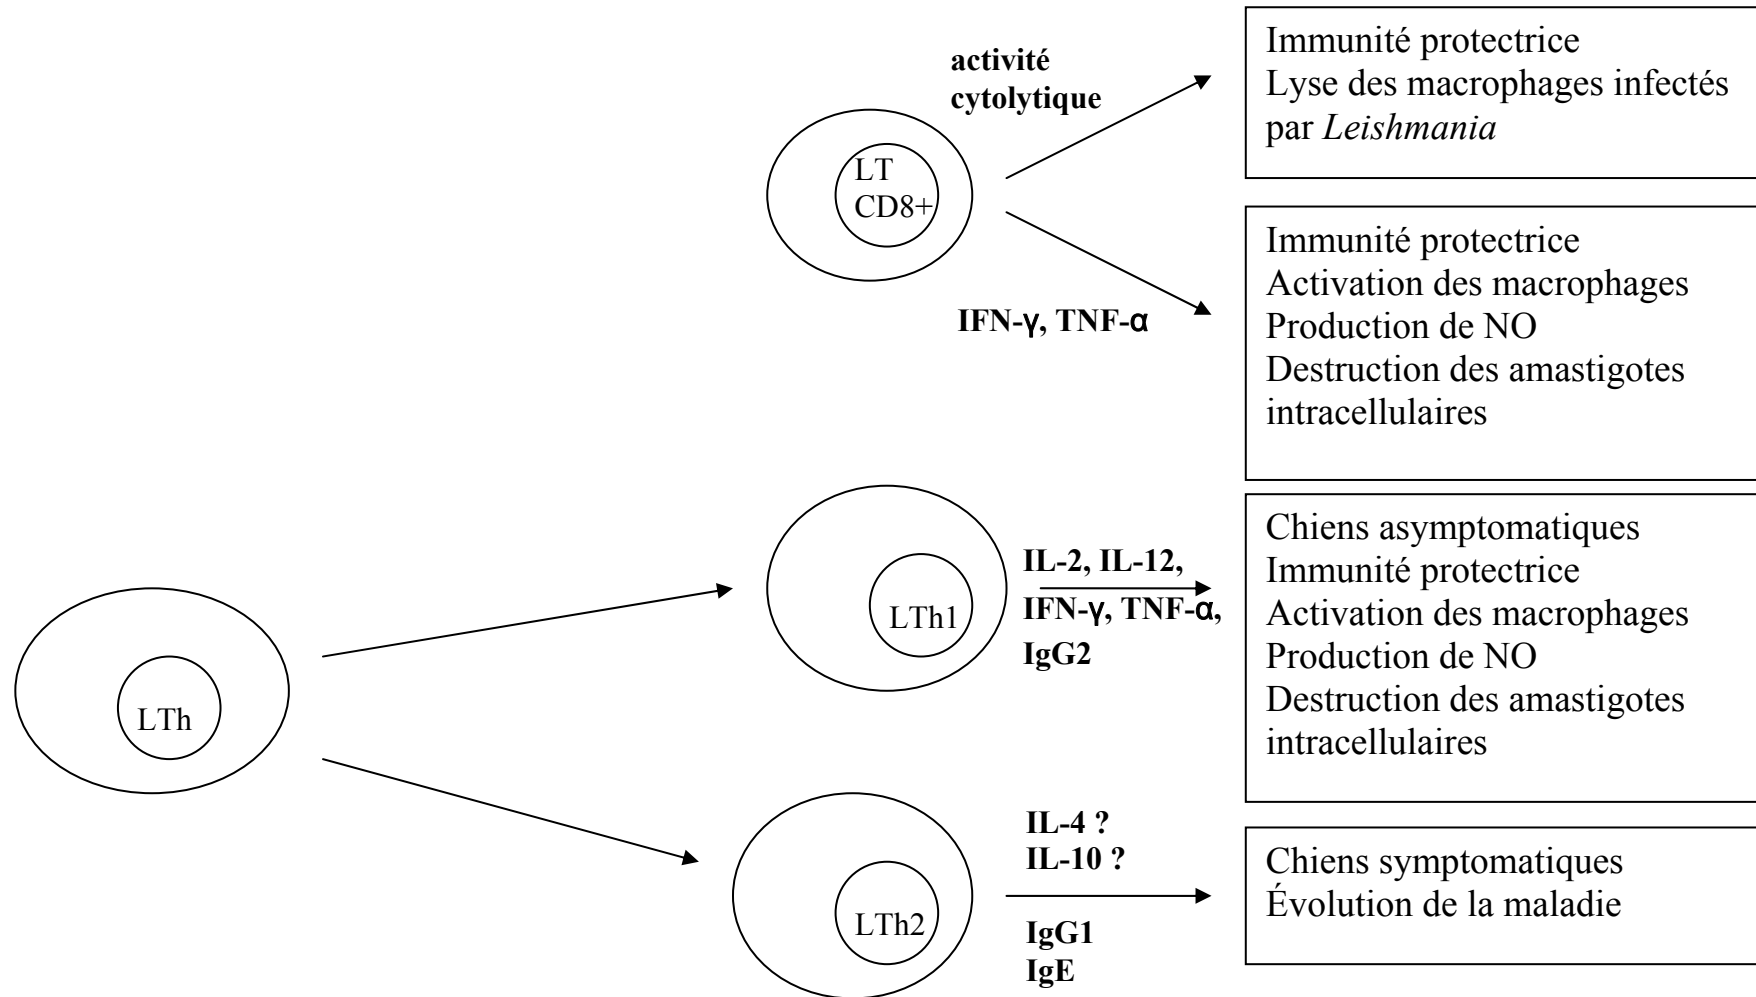 activité
cytolytique
Immunité protectrice
Lyse des macrophages infectés
par Leishmania
LT
CD8+
IFN-γ, TNF-α
Immunité protectrice
Activation des macrophages
Production de NO
Destruction des amastigotes
intracellulaires
LTh
LTh1
IL-2, IL-12,
IFN-γ, TNF-α,
IgG2
Chiens asymptomatiques
Immunité protectrice
Activation des macrophages
Production de NO
Destruction des amastigotes
intracellulaires
LTh2
IL-4 ?
IL-10 ?
IgG1
IgE
Chiens symptomatiques
Évolution de la maladie